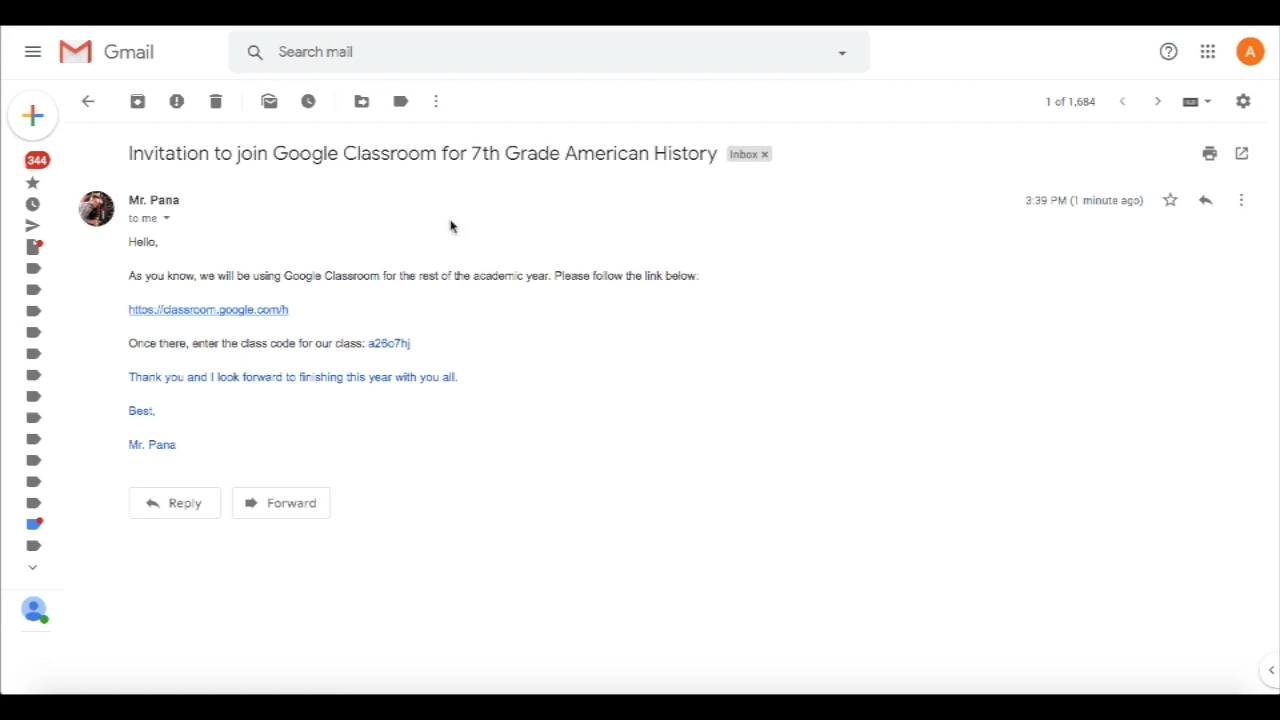 Gmail
Search mail
A
1 of 1,684
344
Invitation to join Google Classroom for 7th Grade American History
Inbox x
Mr. Pana
3:39 PM (1 minute ago)
to me
Hello,
As you know, we will be using Google Classroom for the rest of the academic year. Please follow the link below:
https://classroom.google.com/h
Once there, enter the class code for our class: a26o7hj
Thank you and I look forward to finishing this year with you all.
Best,
Mr. Pana
Reply
Forward